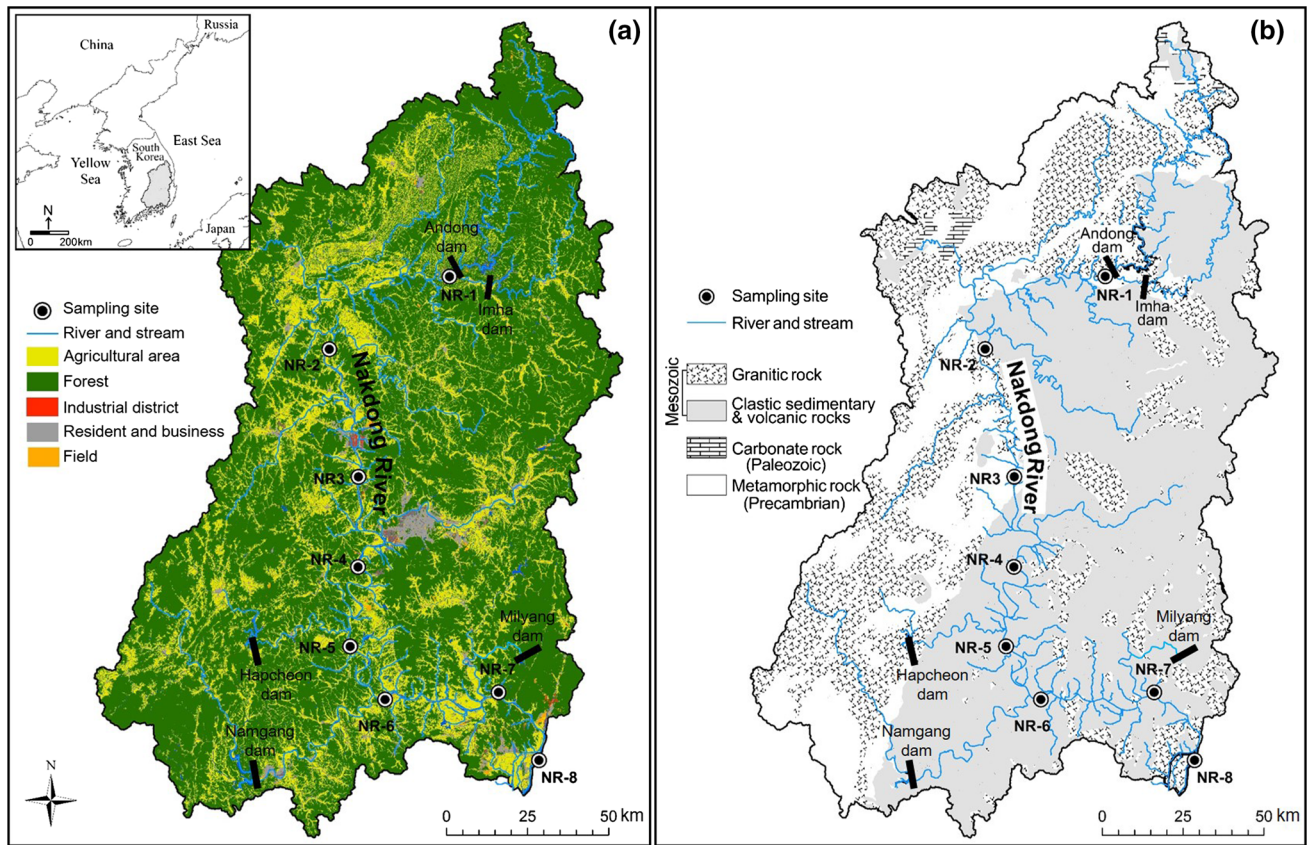 (a)
Russia
China
East Sea
South
Korea
Yellow
Sea
N
Japan
0 200km
Andong
dam
NR-1
Imha
dam
Sampling site
River and stream
Agricultural area
Forest
Industrial district
Resident and business
Field
NR-2
Nakdong River
NR3
NR-4
Milyang
dam
NR-5
NR-7
Hapcheon
dam
NR-6
Namgang
dam
NR-8
N
0 25 50 km
(b)
Andong
dam
NR-1
Imha
dam
Sampling site
River and stream
NR-2
Nakdong River
Mesozoic
Granitic rock
Clastic sedimentary
& volcanic rocks
Carbonate rock
(Paleozoic)
Metamorphic rock
(Precambrian)
NR3
NR-4
Milyang
dam
NR-5
NR-7
Hapcheon
dam
NR-6
Namgang
dam
NR-8
0 25 50 km